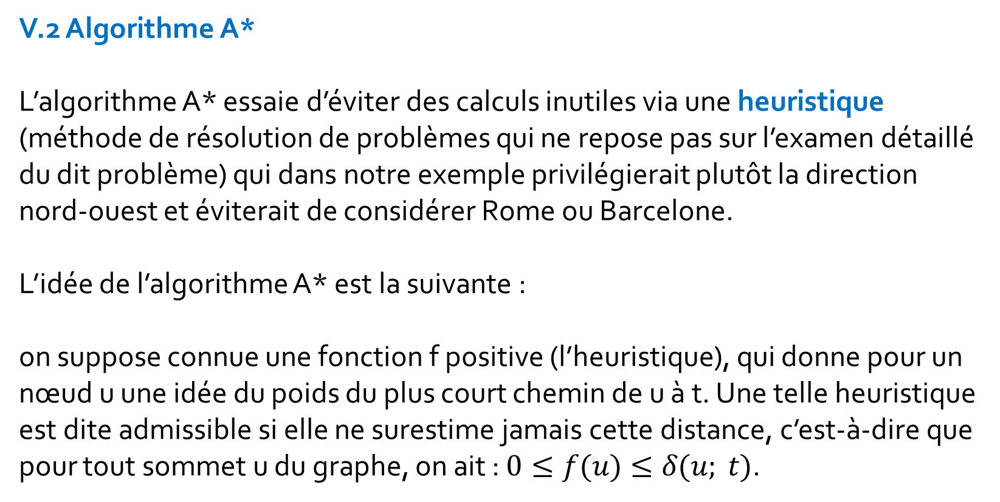 V.2 Algorithme A*
L’algorithme A* essaie d’éviter des calculs inutiles via une heuristique
(méthode de résolution de problèmes qui ne repose pas sur l’examen détaillé
du dit problème) qui dans notre exemple privilégierait plutôt la direction
nord-ouest et éviterait de considérer Rome ou Barcelone.
L’idée de l’algorithme A* est la suivante :
on suppose connue une fonction f positive (l’heuristique), qui donne pour un
nœud u une idée du poids du plus court chemin de u à t. Une telle heuristique
est dite admissible si elle ne surestime jamais cette distance, c’est-à-dire que
pour tout sommet u du graphe, on ait : 0 ≤ f(u) ≤ δ(u; t).